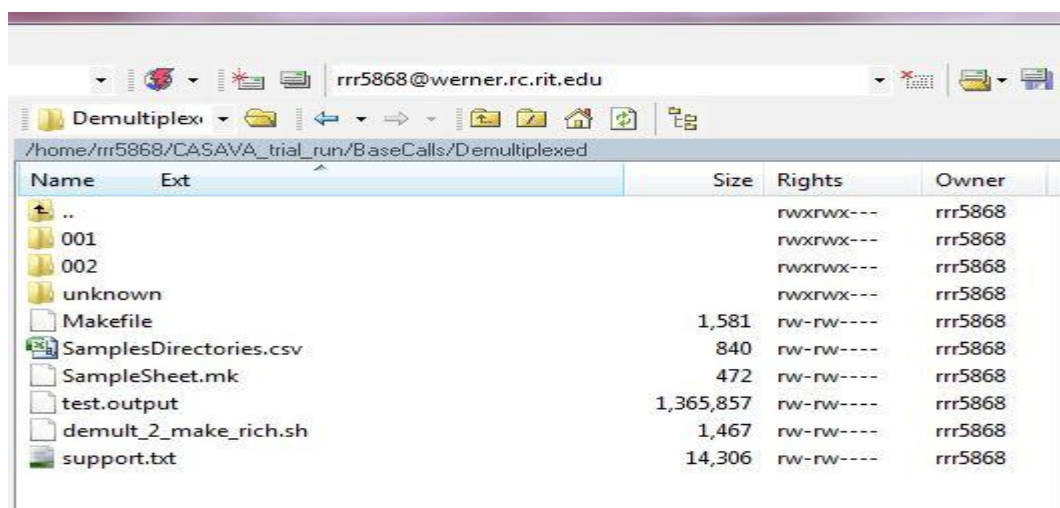 rrr5868@werner.rc.rit.edu
Demultiplex
/home/rrr5868/CASAVA_trial_run/BaseCalls/Demultiplexed
Name Ext Size Rights Owner
.. rwxrwx--- rrr5868
001 rwxrwx--- rrr5868
002 rwxrwx--- rrr5868
unknown rwxrwx--- rrr5868
Makefile 1,581 rw-rw---- rrr5868
SamplesDirectories.csv 840 rw-rw---- rrr5868
SampleSheet.mk 472 rw-rw---- rrr5868
test.output 1,365,857 rw-rw---- rrr5868
demult_2_make_rich.sh 1,467 rw-rw---- rrr5868
support.txt 14,306 rw-rw---- rrr5868